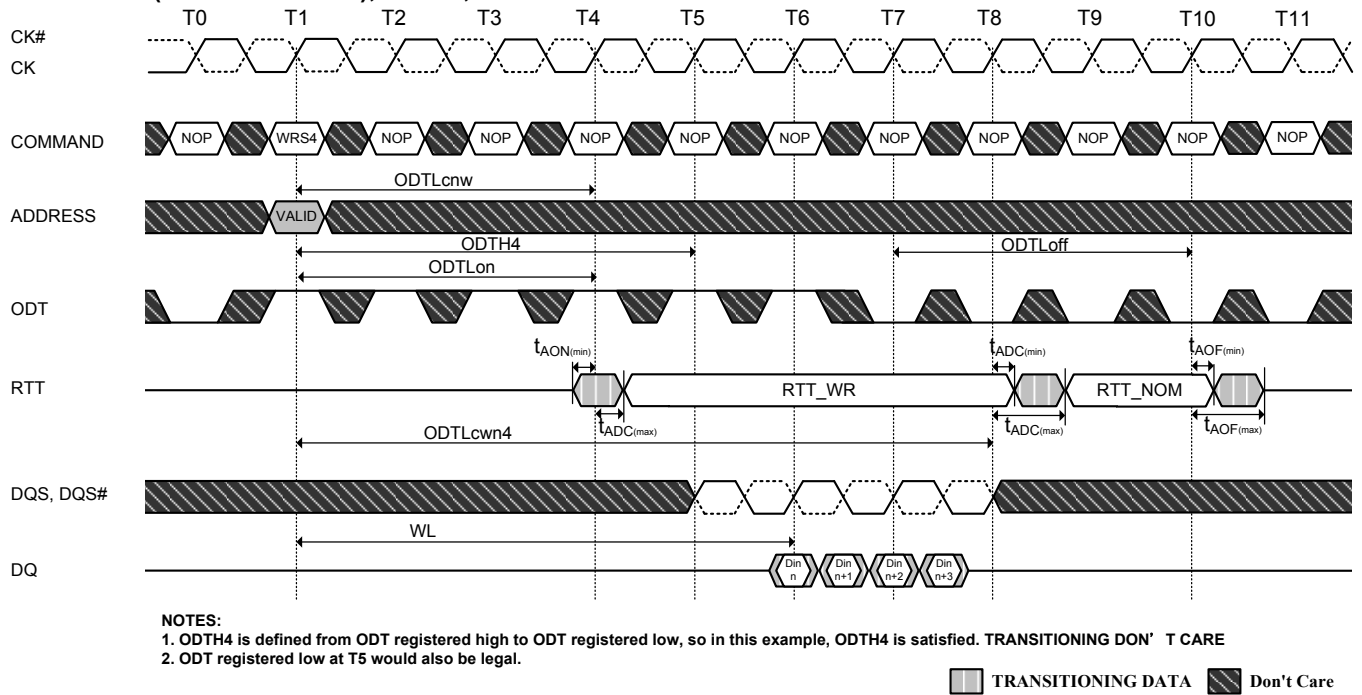 T0 T1 T2 T3 T4 T5 T6 T7 T8 T9 T10 T11
CK#
CK
COMMAND NOP WRS4 NOP NOP NOP NOP NOP NOP NOP NOP NOP NOP
ODTLcnw
ADDRESS VALID
ODTH4 ODTLoff
ODTLon
ODT
tAON(min) tADC(min) tAOF(min)
RTT RTT_WR RTT_NOM
tADC(max) tADC(max) tAOF(max)
ODTLcwn4
DQS, DQS#
WL
DQ Din n Din n+1 Din n+2 Din n+3
NOTES:
1. ODTH4 is defined from ODT registered high to ODT registered low, so in this example, ODTH4 is satisfied. TRANSITIONING DON’ T CARE
2. ODT registered low at T5 would also be legal.
TRANSITIONING DATA Don't Care